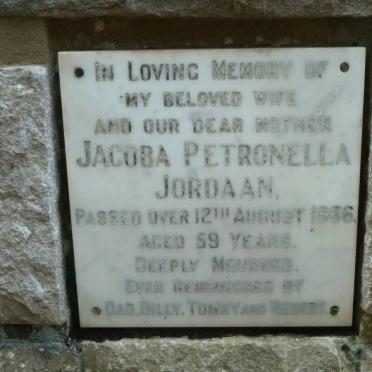 In Loving Memory of
my beloved wife
and our dear mother
Jacoba Petronella
Jordaan.
Passed over 12th August
aged 59 years.
Deeply Mourned.
Ever Remembered by
Dad, Billy, Tommy and Robert.